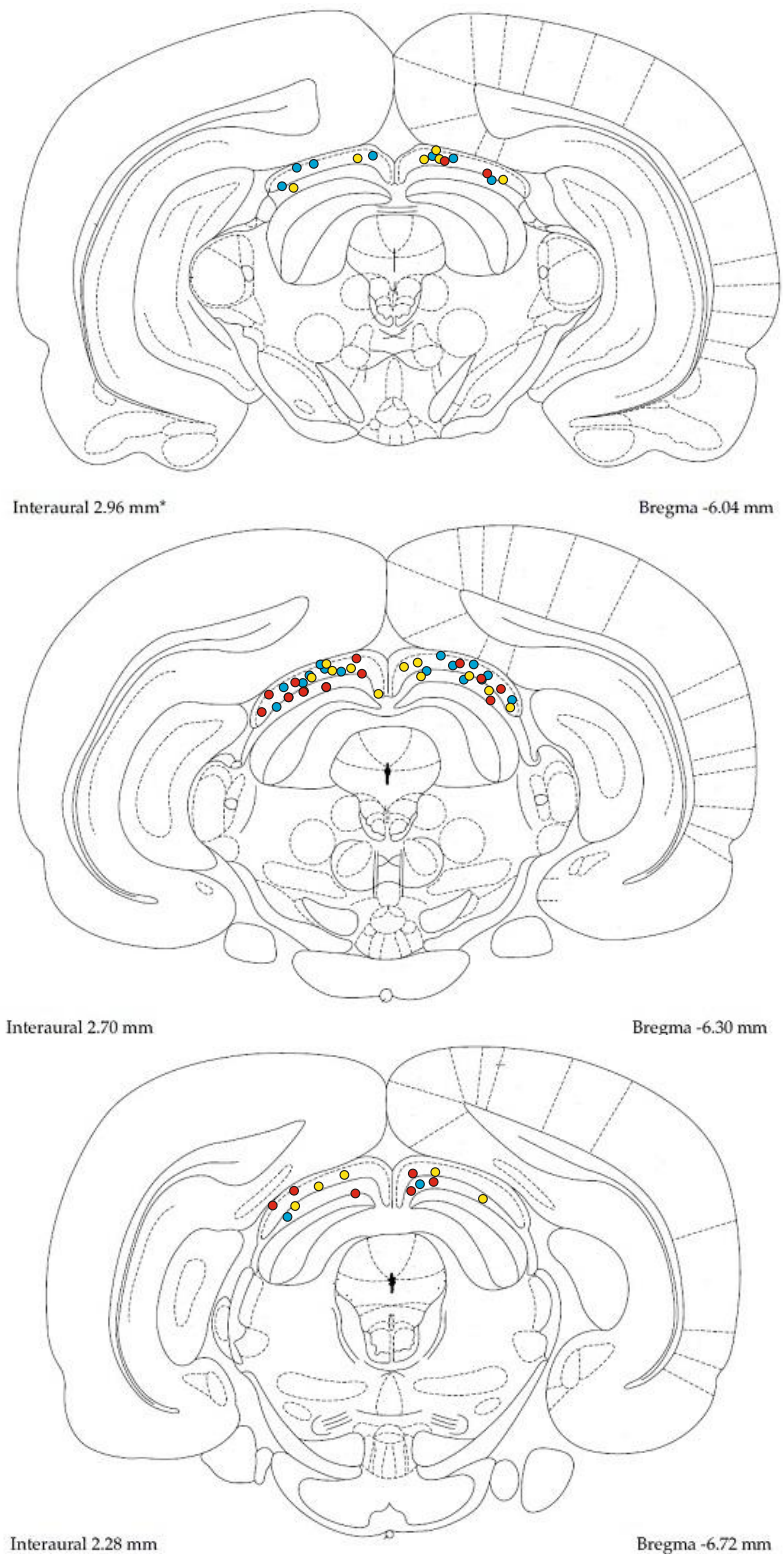 Interaural 2.96 mm*
Bregma -6.04 mm
Interaural 2.70 mm
Bregma -6.30 mm
Interaural 2.28 mm
Bregma -6.72 mm